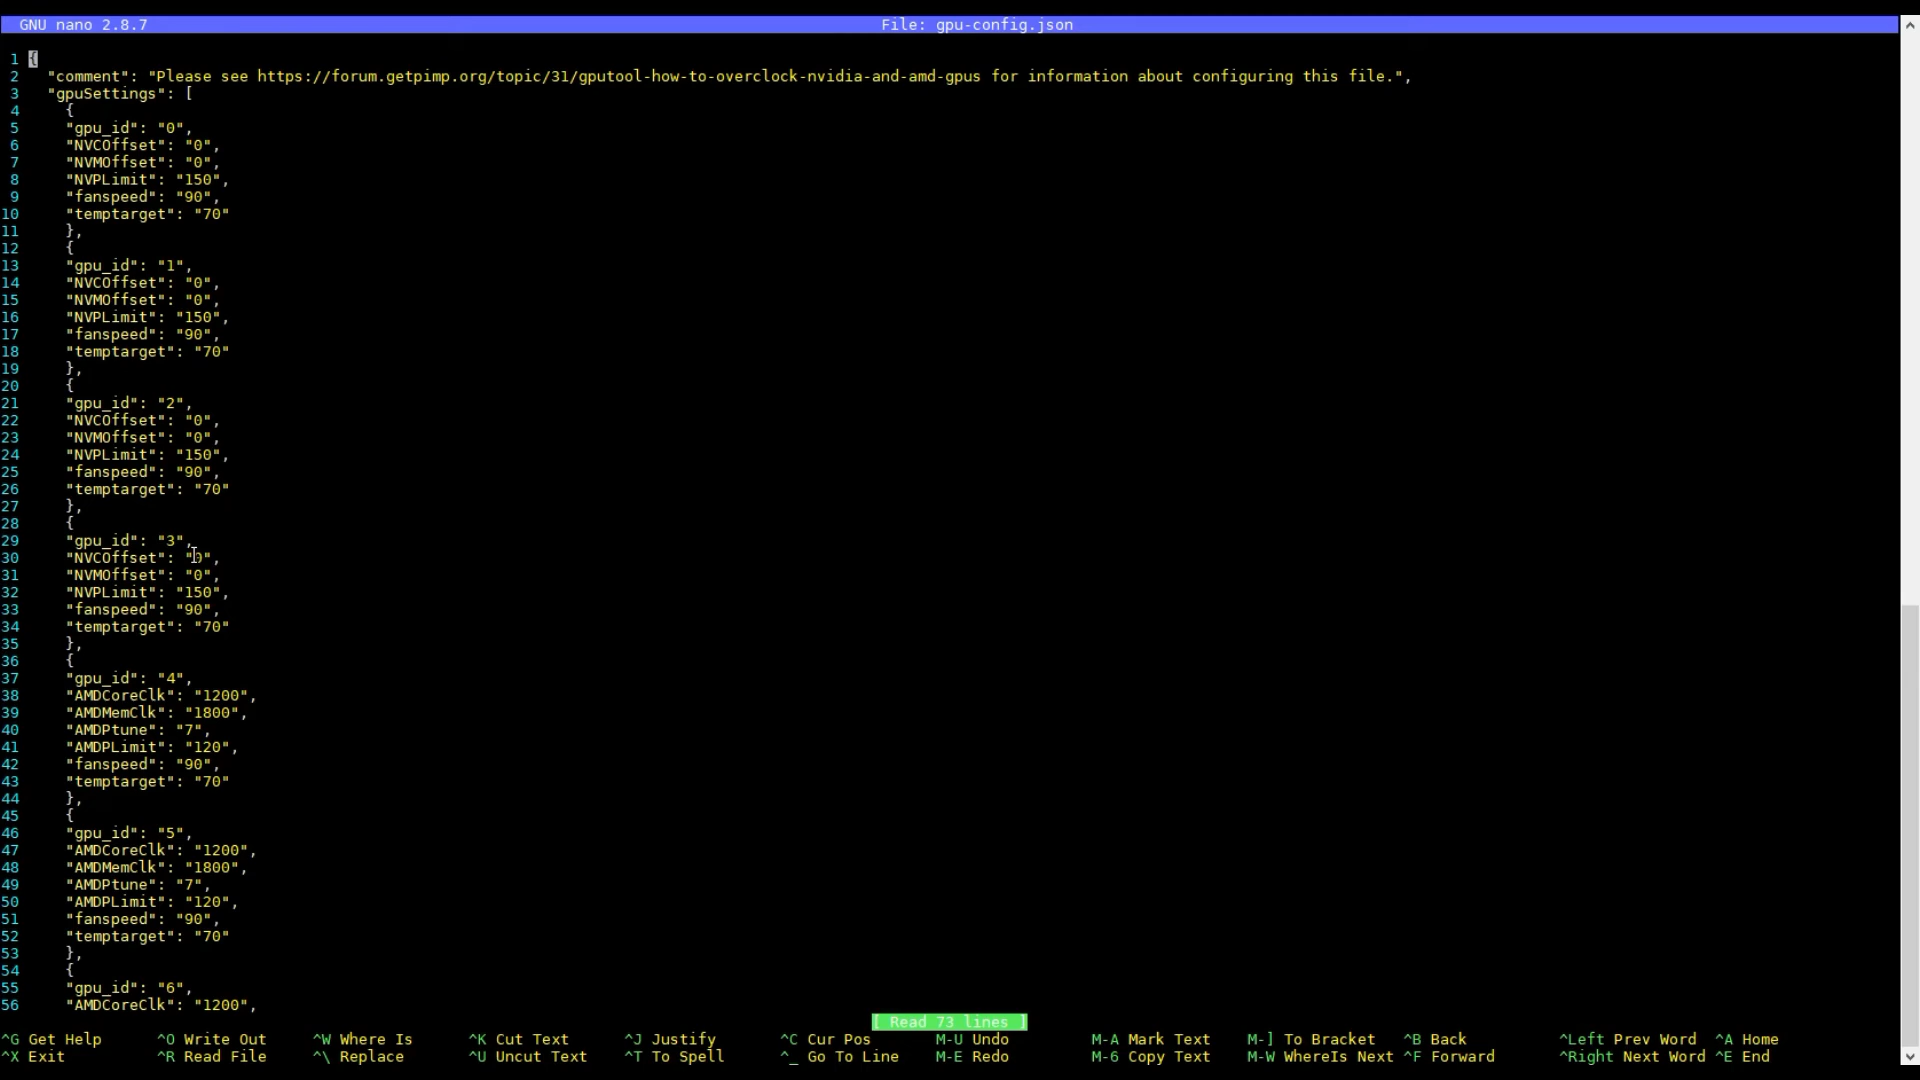 GNU nano 2.8.7 File: gpu-config.json
1 {
2 "comment": "Please see https://forum.getpimp.org/topic/31/gputool-how-to-overclock-nvidia-and-amd-gpus for information about configuring this file.",
3 "gpuSettings": [
4 {
5 "gpu_id": "0",
6 "NVCOffset": "0",
7 "NVMOffset": "0",
8 "NVPLimit": "150",
9 "fanspeed": "90",
10 "temptarget": "70"
11 },
12 {
13 "gpu_id": "1",
14 "NVCOffset": "0",
15 "NVMOffset": "0",
16 "NVPLimit": "150",
17 "fanspeed": "90",
18 "temptarget": "70"
19 },
20 {
21 "gpu_id": "2",
22 "NVCOffset": "0",
23 "NVMOffset": "0",
24 "NVPLimit": "150",
25 "fanspeed": "90",
26 "temptarget": "70"
27 },
28 {
29 "gpu_id": "3",
30 "NVCOffset": "0",
31 "NVMOffset": "0",
32 "NVPLimit": "150",
33 "fanspeed": "90",
34 "temptarget": "70"
35 },
36 {
37 "gpu_id": "4",
38 "AMDCoreClk": "1200",
39 "AMDMemClk": "1800",
40 "AMDPtune": "7",
41 "AMDPLimit": "120",
42 "fanspeed": "90",
43 "temptarget": "70"
44 },
45 {
46 "gpu_id": "5",
47 "AMDCoreClk": "1200",
48 "AMDMemClk": "1800",
49 "AMDPtune": "7",
50 "AMDPLimit": "120",
51 "fanspeed": "90",
52 "temptarget": "70"
53 },
54 {
55 "gpu_id": "6",
56 "AMDCoreClk": "1200",
[ Read 73 lines ]
^G Get Help ^O Write Out ^W Where Is ^K Cut Text ^J Justify ^C Cur Pos M-U Undo M-A Mark Text M-] To Bracket ^B Back ^Left Prev Word ^A Home
^X Exit ^R Read File ^\ Replace ^U Uncut Text ^T To Spell ^_ Go To Line M-E Redo M-6 Copy Text M-W WhereIs Next ^F Forward ^Right Next Word ^E End